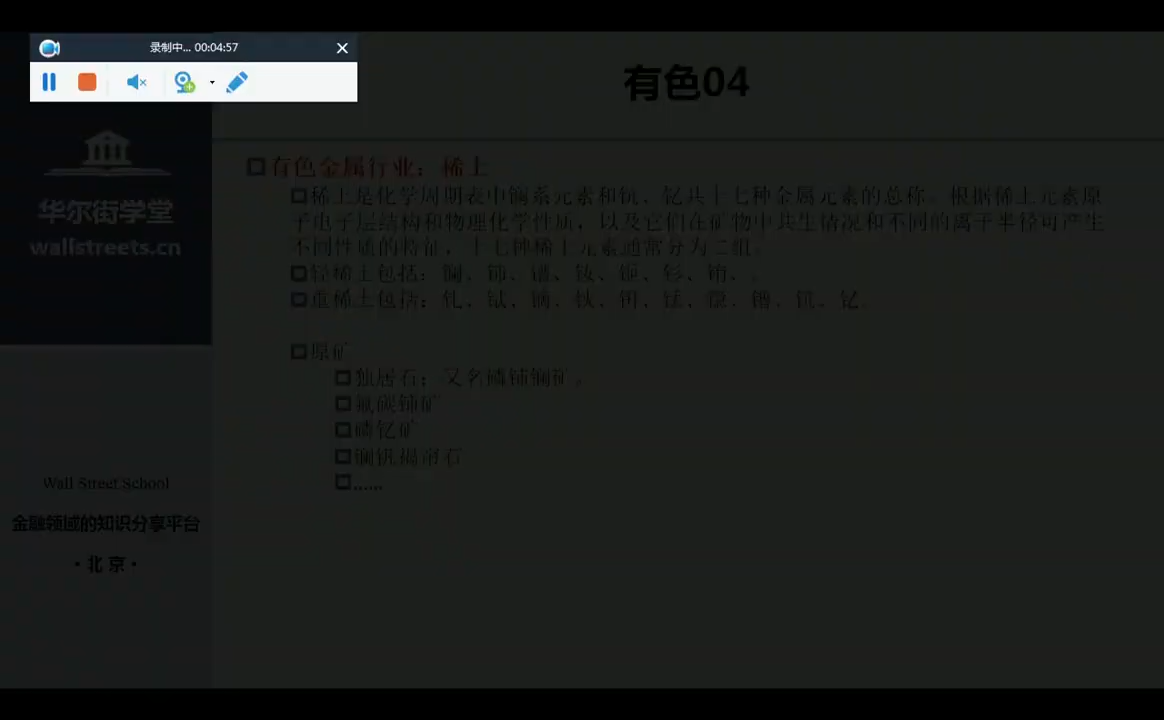 录制中... 00:04:57
有色04
华尔街学堂
wallstreets.cn
有色金属行业：稀土
稀土是化学周期表中镧系元素和钪、钇共十七种金属元素的总称。根据稀土元素原
子电子层结构和物理化学性质，以及它们在矿物中共生情况和不同的离子半径可产生
不同性质的特征，十七种稀土元素通常分为二组。
轻稀土包括：镧、铈、镨、钕、钷、钐、铕、。
重稀土包括：钆、铽、镝、钬、铒、铥、镱、镥、钪、钇。
原矿
独居石：又名磷铈镧矿。
氟碳铈矿
磷钇矿
镧钒褐帘石
......
Wall Street School
金融领域的知识分享平台
·北 京·